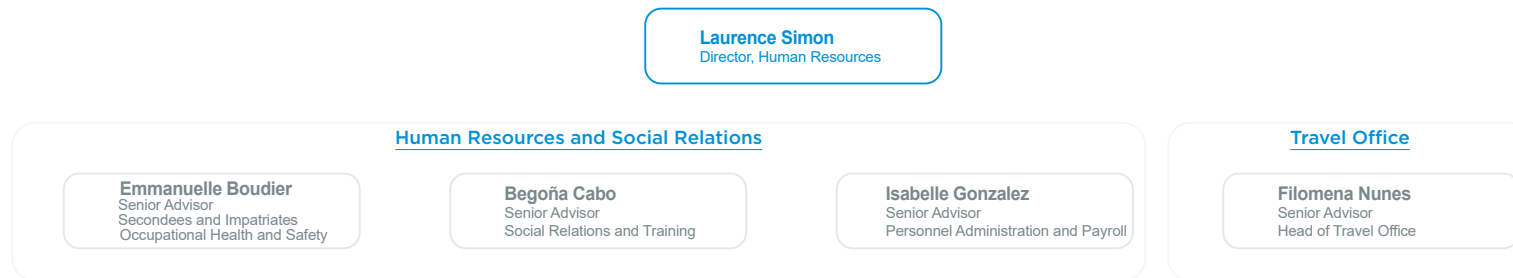 Laurence Simon
Director, Human Resources
Human Resources and Social Relations
Emmanuelle Boudier
Senior Advisor
Secondees and Impatriates
Occupational Health and Safety
Begoña Cabo
Senior Advisor
Social Relations and Training
Isabelle Gonzalez
Senior Advisor
Personnel Administration and Payroll
Travel Office
Filomena Nunes
Senior Advisor
Head of Travel Office